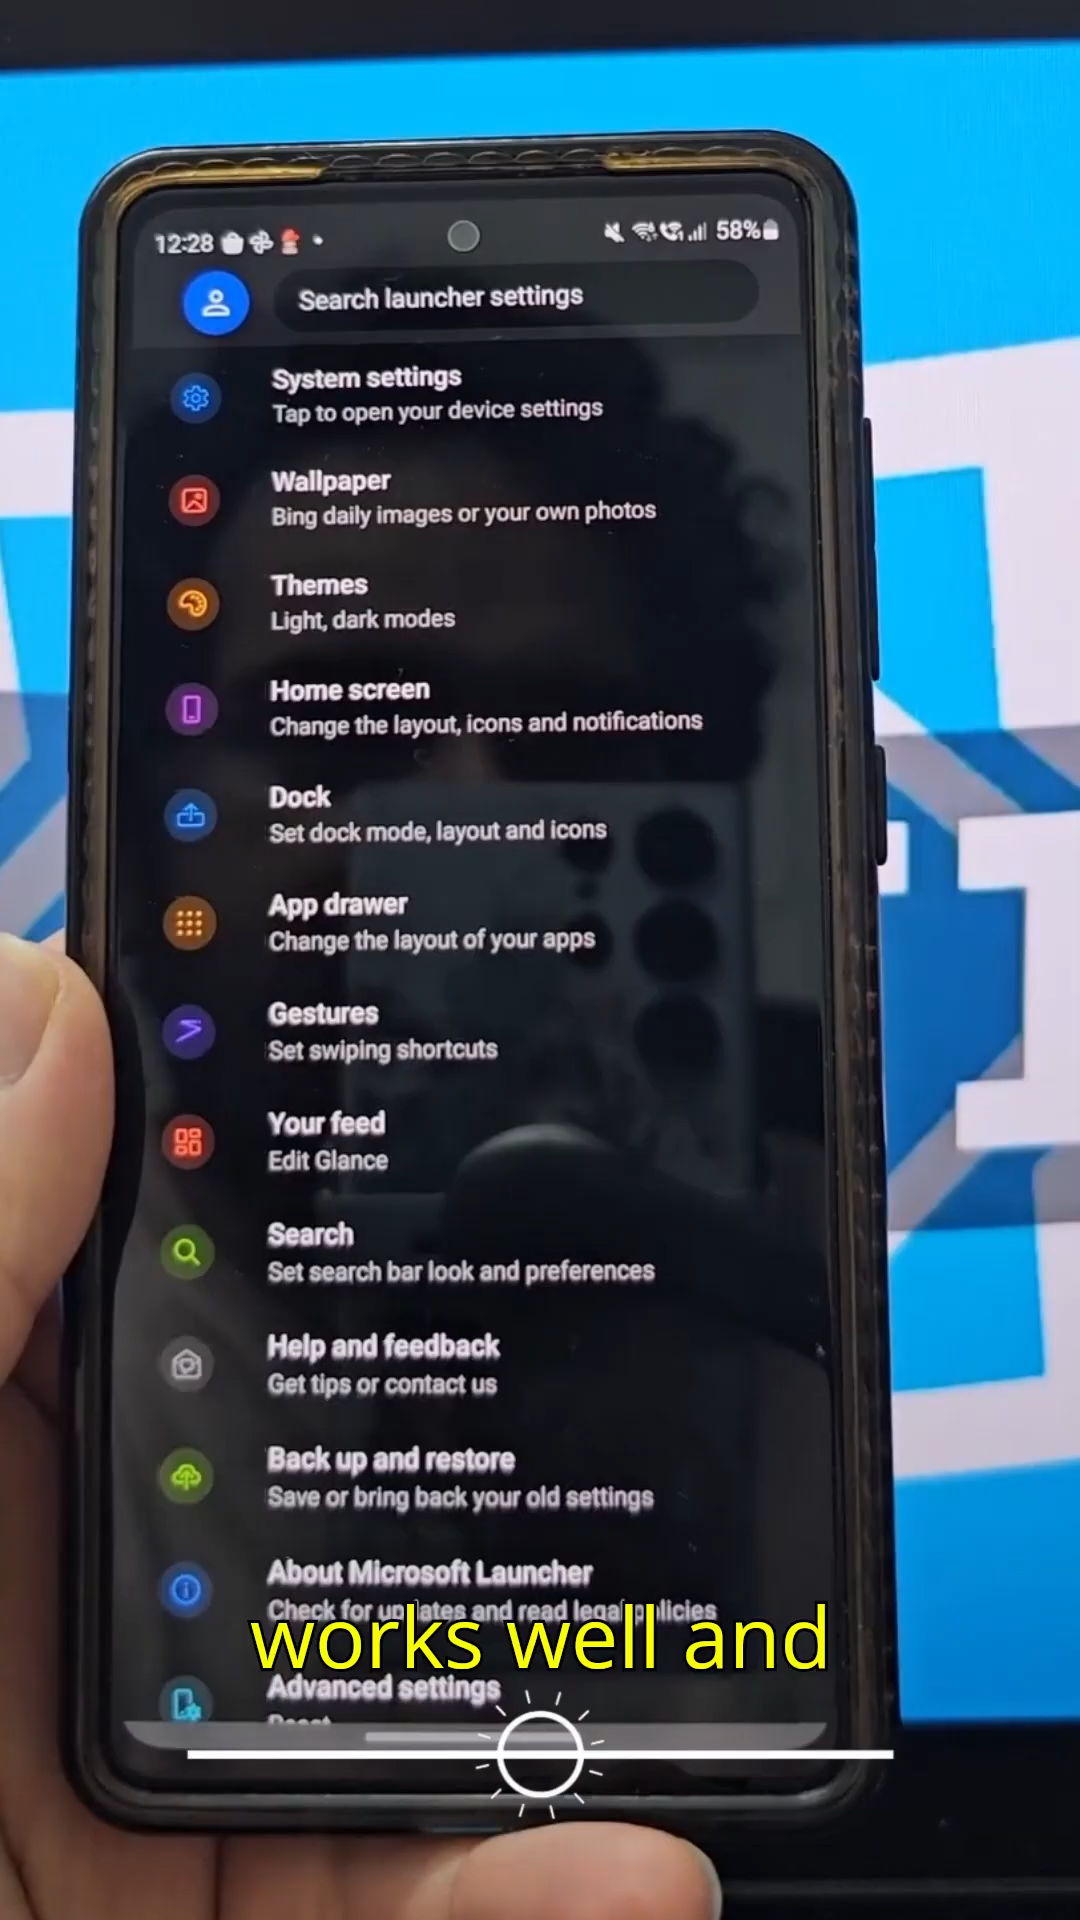 12:28 58%
Search launcher settings
System settings
Tap to open your device settings
Wallpaper
Bing daily images or your own photos
Themes
Light, dark modes
Home screen
Change the layout, icons and notifications
Dock
Set dock mode, layout and icons
App drawer
Change the layout of your apps
Gestures
Set swiping shortcuts
Your feed
Edit Glance
Search
Set search bar look and preferences
Help and feedback
Get tips or contact us
Back up and restore
Save or bring back your old settings
About Microsoft Launcher
Check for updates and read legal policies
works well and
Advanced settings
Reset